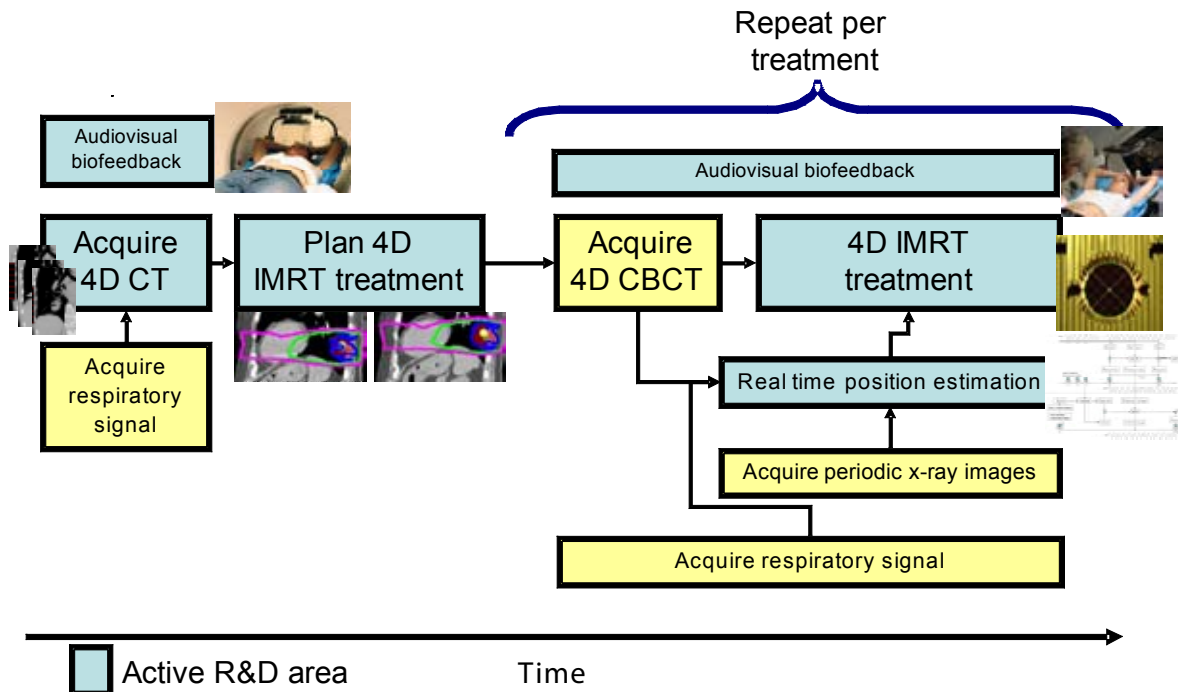 Repeat per
treatment
Audiovisual
biofeedback
Audiovisual biofeedback
Acquire
4D CT
Plan 4D
IMRT treatment
Acquire
4D CBCT
4D IMRT
treatment
Acquire
respiratory
signal
Real time position estimation
Acquire periodic x-ray images
Acquire respiratory signal
Active R&D area
Time